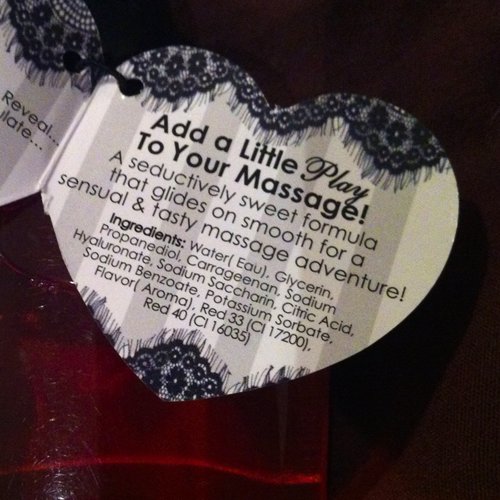 Reveal...
Add a Little Play
To Your Massage!
A seductively sweet formula
that glides on smooth for a
sensual & tasty massage adventure!
Ingredients: Water( Eau), Glycerin,
Propanediol, Carrageenan, Sodium
Hyaluronate, Sodium Saccharin, Citric Acid,
Sodium Benzoate, Potassium Sorbate,
Flavor( Aroma), Red 33 (CI 17200),
Red 40 (CI 16035)